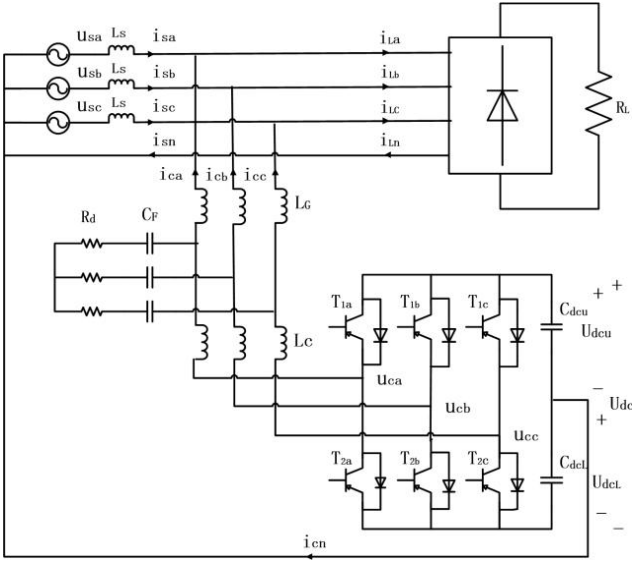 usa Ls isa iLa
usb Ls isb iLb
usc Ls isc iLC
RL
isn iLn
ica icb icc
LG
Rd CF
T1a T1b T1c Cdcu + +
Udcu
LC
uca
− Udc
ucb +
ucc
T2a T2b T2c CdcL
UdcL
− −
icn